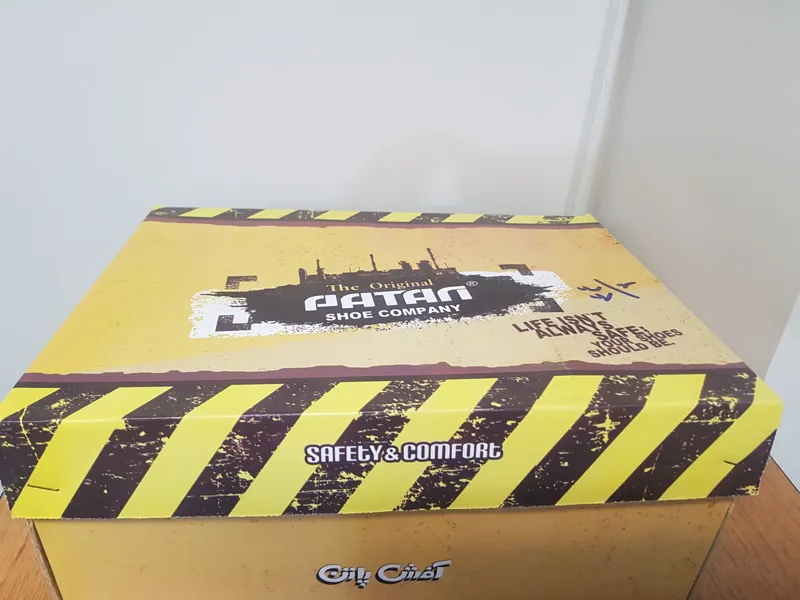 The Original
PATAN®
SHOE COMPANY
LIFE ISN'T
ALWAYS
SAFE!
YOUR SHOES
SHOULD BE.
SAFETY & COMFORT
کفش پاتن